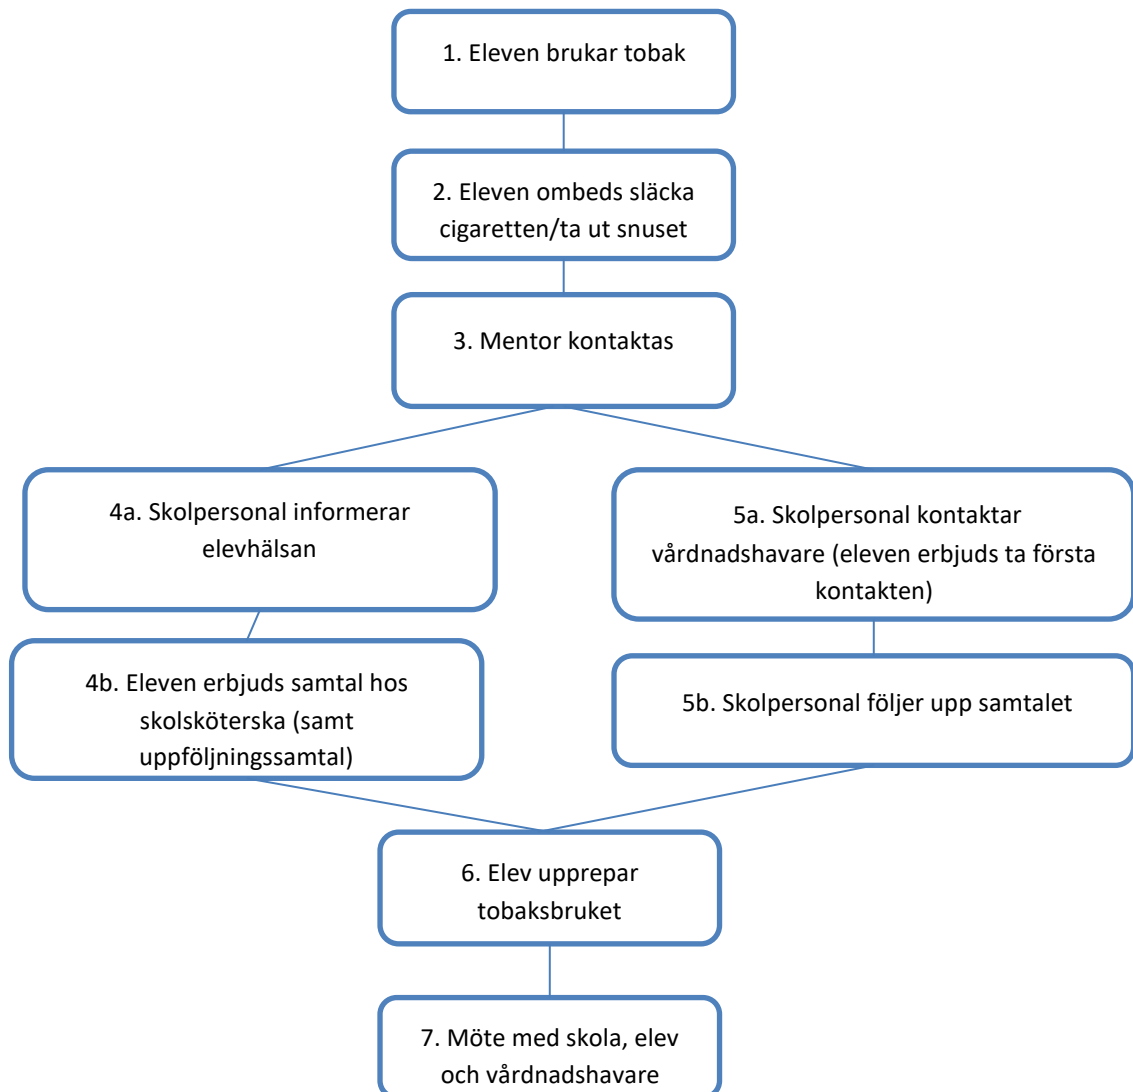 1. Eleven brukar tobak
2. Eleven ombeds släcka
cigaretten/ta ut snuset
3. Mentor kontaktas
4a. Skolpersonal informerar
elevhälsan
5a. Skolpersonal kontaktar
vårdnadshavare (eleven erbjuds ta första
kontakten)
4b. Eleven erbjuds samtal hos
skolsköterska (samt
uppföljningssamtal)
5b. Skolpersonal följer upp samtalet
6. Elev upprepar
tobaksbruket
7. Möte med skola, elev
och vårdnadshavare